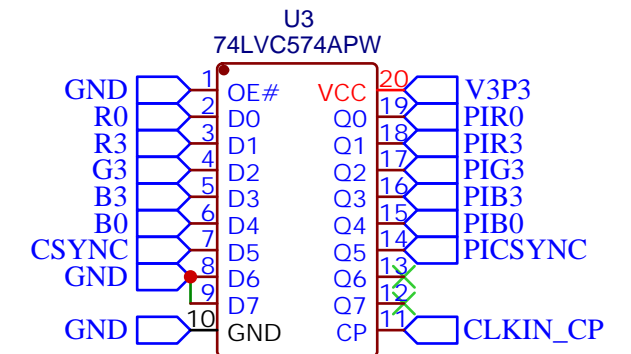 U3
74LVC574APW
GND 1 OE# VCC 20 V3P3
R0 2 D0 Q0 19 PIR0
R3 3 D1 Q1 18 PIR3
G3 4 D2 Q2 17 PIG3
B3 5 D3 Q3 16 PIB3
B0 6 D4 Q4 15 PIB0
CSYNC 7 D5 Q5 14 PICSYNC
GND 8 D6 Q6 13
9 D7 Q7 12
GND 10 GND CP 11 CLKIN_CP